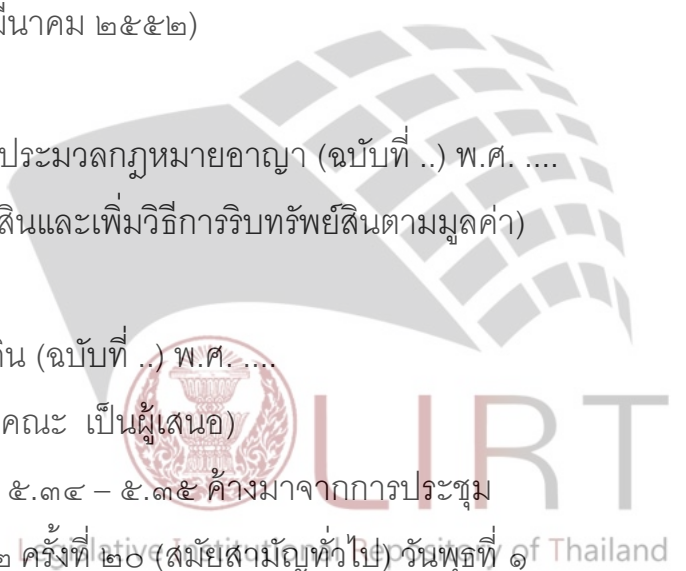 มีนาคม ๒๕๕๒)
ประมวลกฎหมายอาญา (ฉบับที่ ..) พ.ศ. ....
สินและเพิ่มวิธีการริบทรัพย์สินตามมูลค่า)
(ฉบับที่ ..) พ.ศ. ....
คณะ เป็นผู้เสนอ)
๕.๓๔ – ๕.๓๕ ค้างมาจากการประชุม
LIRT
ครั้งที่ ๒๐ (สมัยสามัญทั่วไป) วันพุธที่ ๑
Legislative Institutional Repository of Thailand